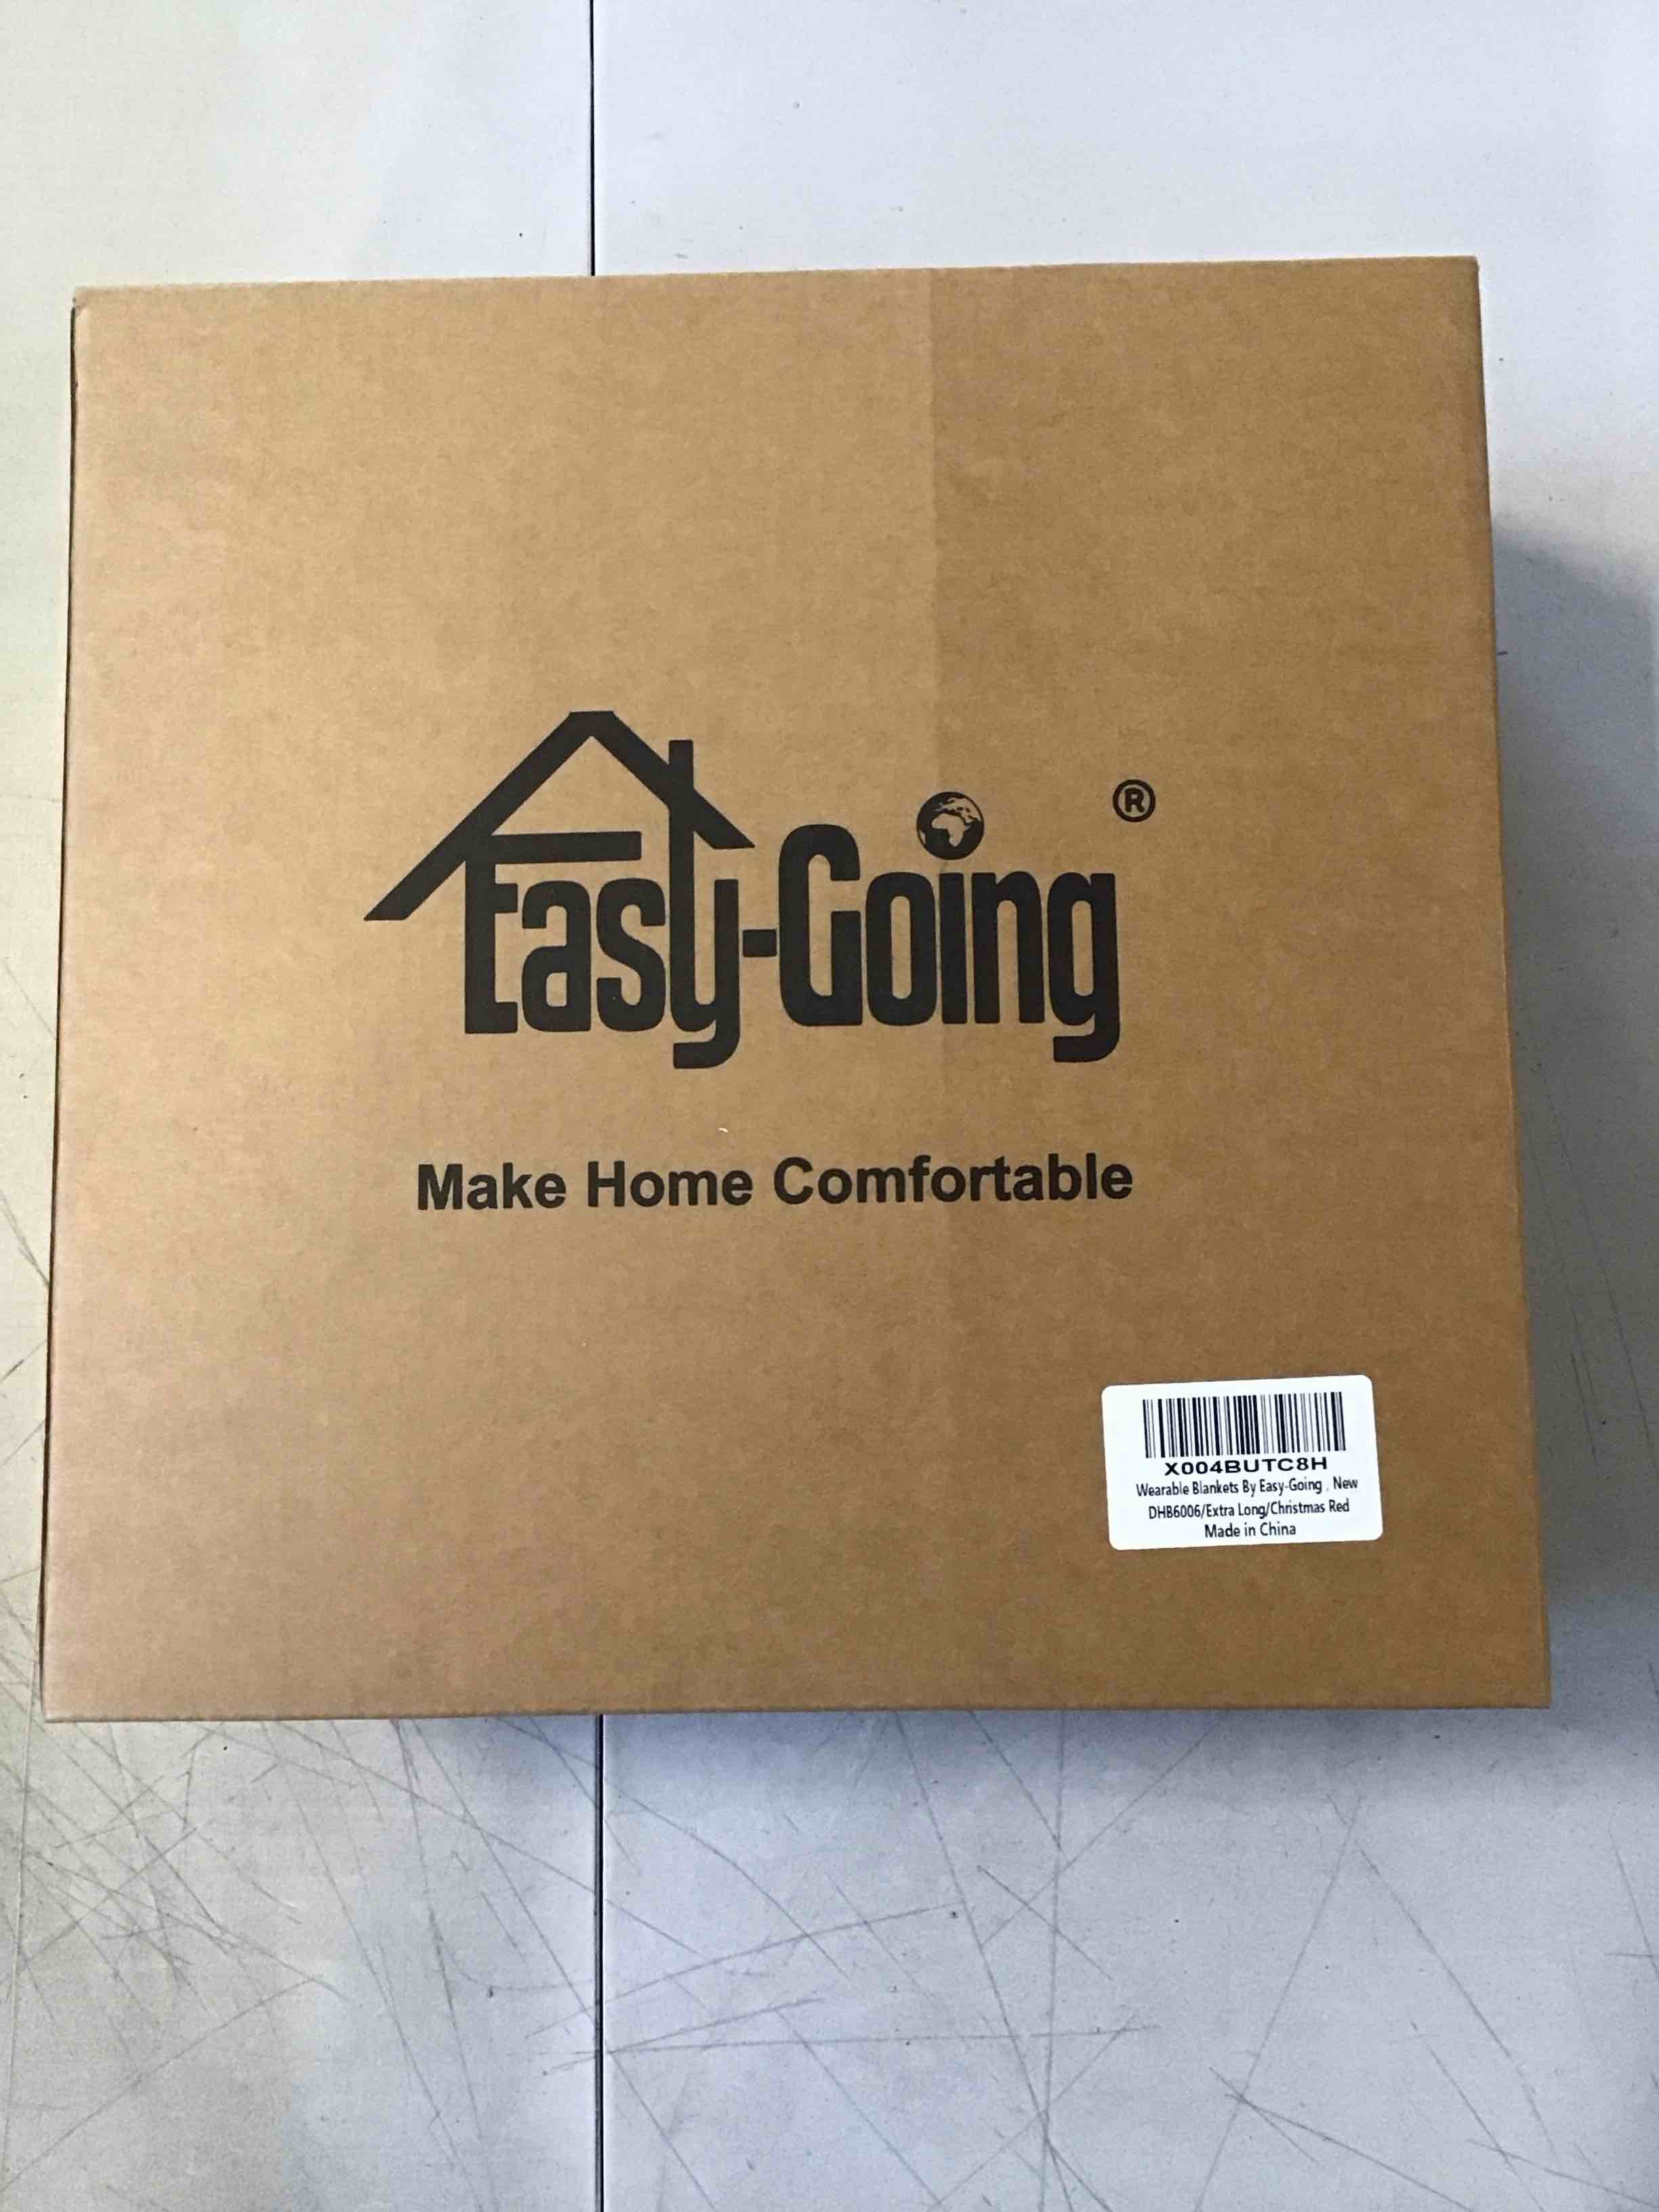 Easy-Going®
Make Home Comfortable
X004BUTC8H
Wearable Blankets By Easy-Going , New
DHB6006/Extra Long/Christmas Red
Made in China